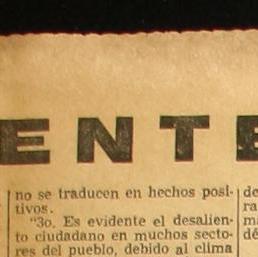 ENTE
no se traducen en hechos posi-
tivos.
"3o. Es evidente el desalien-
to ciudadano en muchos secto-
res del pueblo, debido al clima